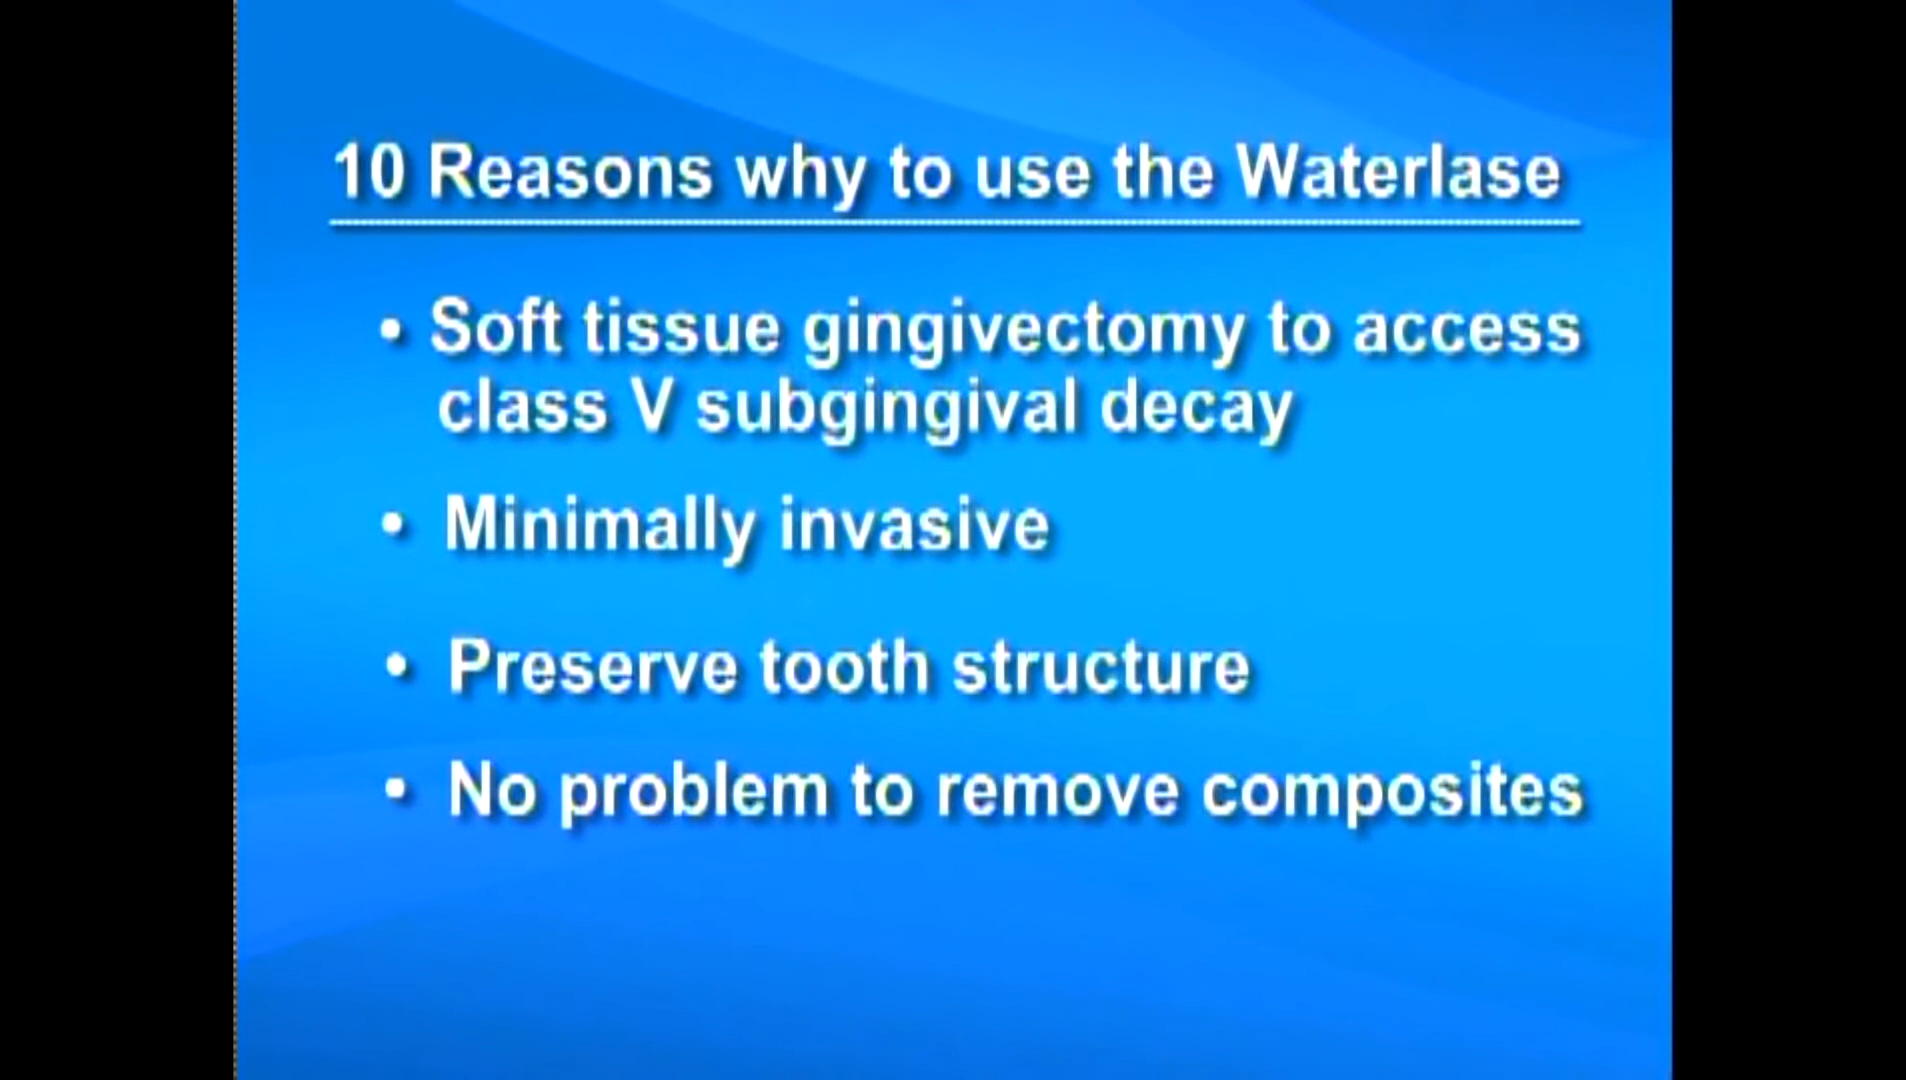 10 Reasons why to use the Waterlase
• Soft tissue gingivectomy to access
class V subgingival decay
• Minimally invasive
• Preserve tooth structure
• No problem to remove composites